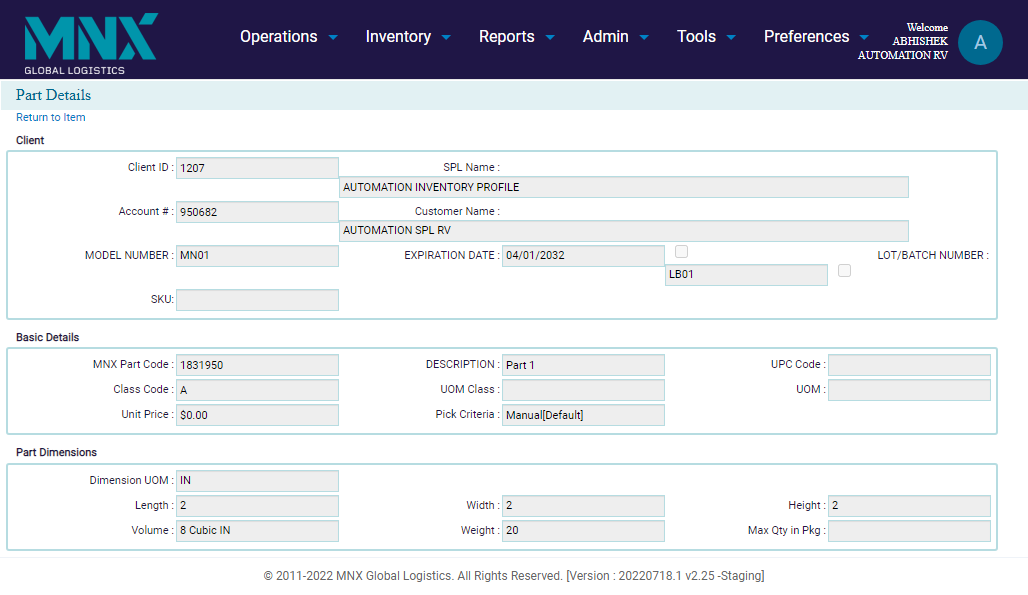 MNX
GLOBAL LOGISTICS
Operations Inventory Reports Admin Tools Preferences
Welcome
ABHISHEK
AUTOMATION RV
A
Part Details
Return to Item
Client
Client ID : 1207 SPL Name :
AUTOMATION INVENTORY PROFILE
Account # : 950682 Customer Name :
AUTOMATION SPL RV
MODEL NUMBER : MN01 EXPIRATION DATE : 04/01/2032 LOT/BATCH NUMBER :
LB01
SKU:
Basic Details
MNX Part Code : 1831950 DESCRIPTION : Part 1 UPC Code :
Class Code : A UOM Class : UOM :
Unit Price : $0.00 Pick Criteria : Manual[Default]
Part Dimensions
Dimension UOM : IN
Length : 2 Width : 2 Height : 2
Volume : 8 Cubic IN Weight : 20 Max Qty in Pkg :
© 2011-2022 MNX Global Logistics. All Rights Reserved. [Version : 20220718.1 v2.25 -Staging]